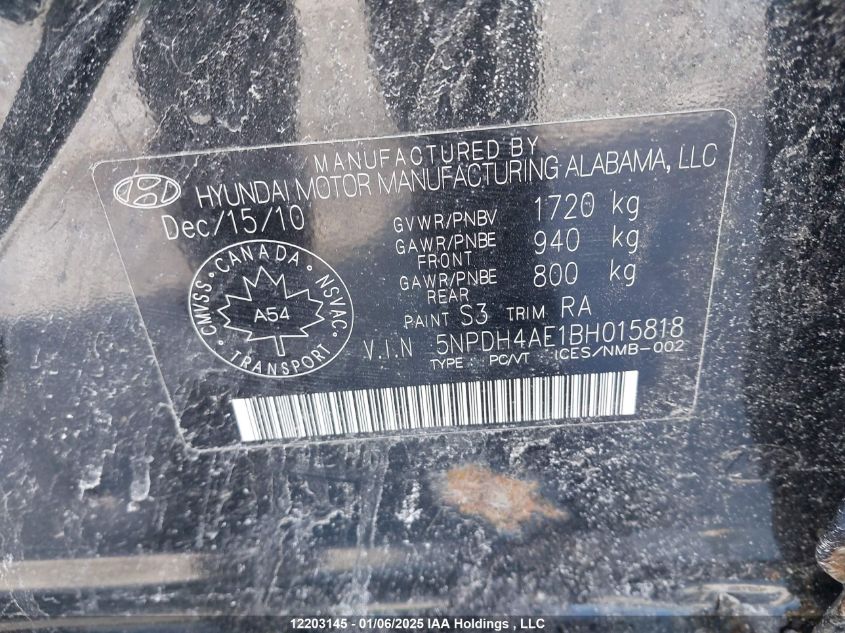 MANUFACTURED BY
HYUNDAI MOTOR MANUFACTURING ALABAMA, LLC
Dec/15/10
GVWR/PNBV 1720 kg
GAWR/PNBE FRONT 940 kg
GAWR/PNBE REAR 800 kg
PAINT S3 TRIM RA
V.I.N 5NPDH4AE1BH015818
TYPE : PC/VT ICES/NMB-002
CMVSS · CANADA · NSVAC
A54
TRANSPORT
12203145 - 01/06/2025 IAA Holdings , LLC